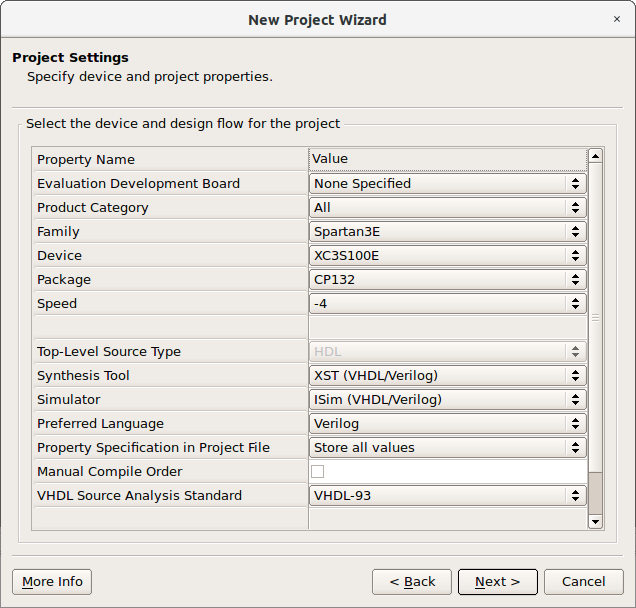 New Project Wizard
×
Project Settings
Specify device and project properties.
Select the device and design flow for the project
Property Name Value
Evaluation Development Board None Specified
Product Category All
Family Spartan3E
Device XC3S100E
Package CP132
Speed -4
Top-Level Source Type HDL
Synthesis Tool XST (VHDL/Verilog)
Simulator ISim (VHDL/Verilog)
Preferred Language Verilog
Property Specification in Project File Store all values
Manual Compile Order
VHDL Source Analysis Standard VHDL-93
More Info < Back Next > Cancel